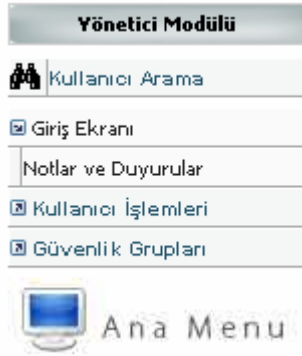 Yönetici Modülü
Kullanıcı Arama
Giriş Ekranı
Notlar ve Duyurular
Kullanıcı İşlemleri
Güvenlik Grupları
Ana Menu